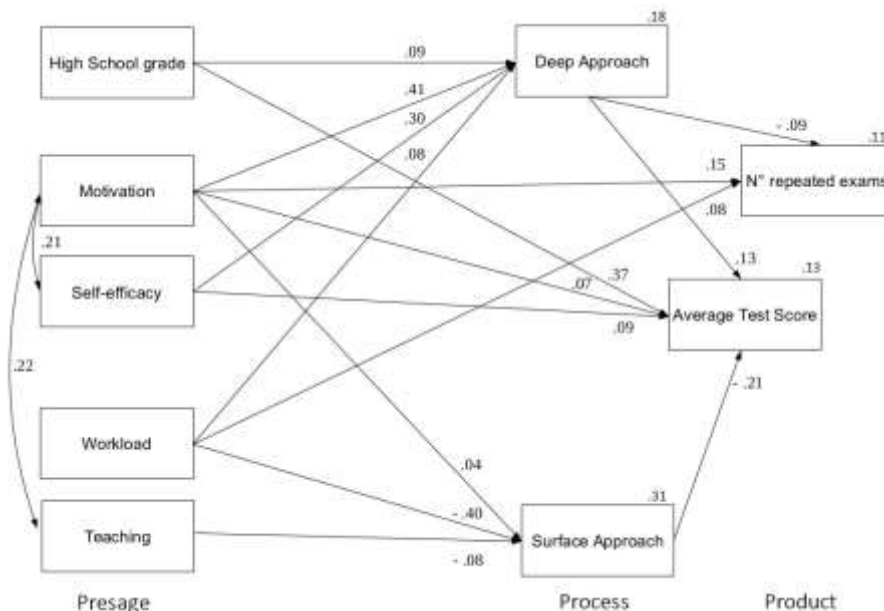 .18
High School grade
.09
Deep Approach
.41
.30
- .09
.11
.08
.15
N° repeated exams
Motivation
.08
.21
Self-efficacy
.13
.13
.37
.07
Average Test Score
.09
.22
- .21
Workload
.04
.31
- .40
Teaching
Surface Approach
- .08
Presage
Process
Product